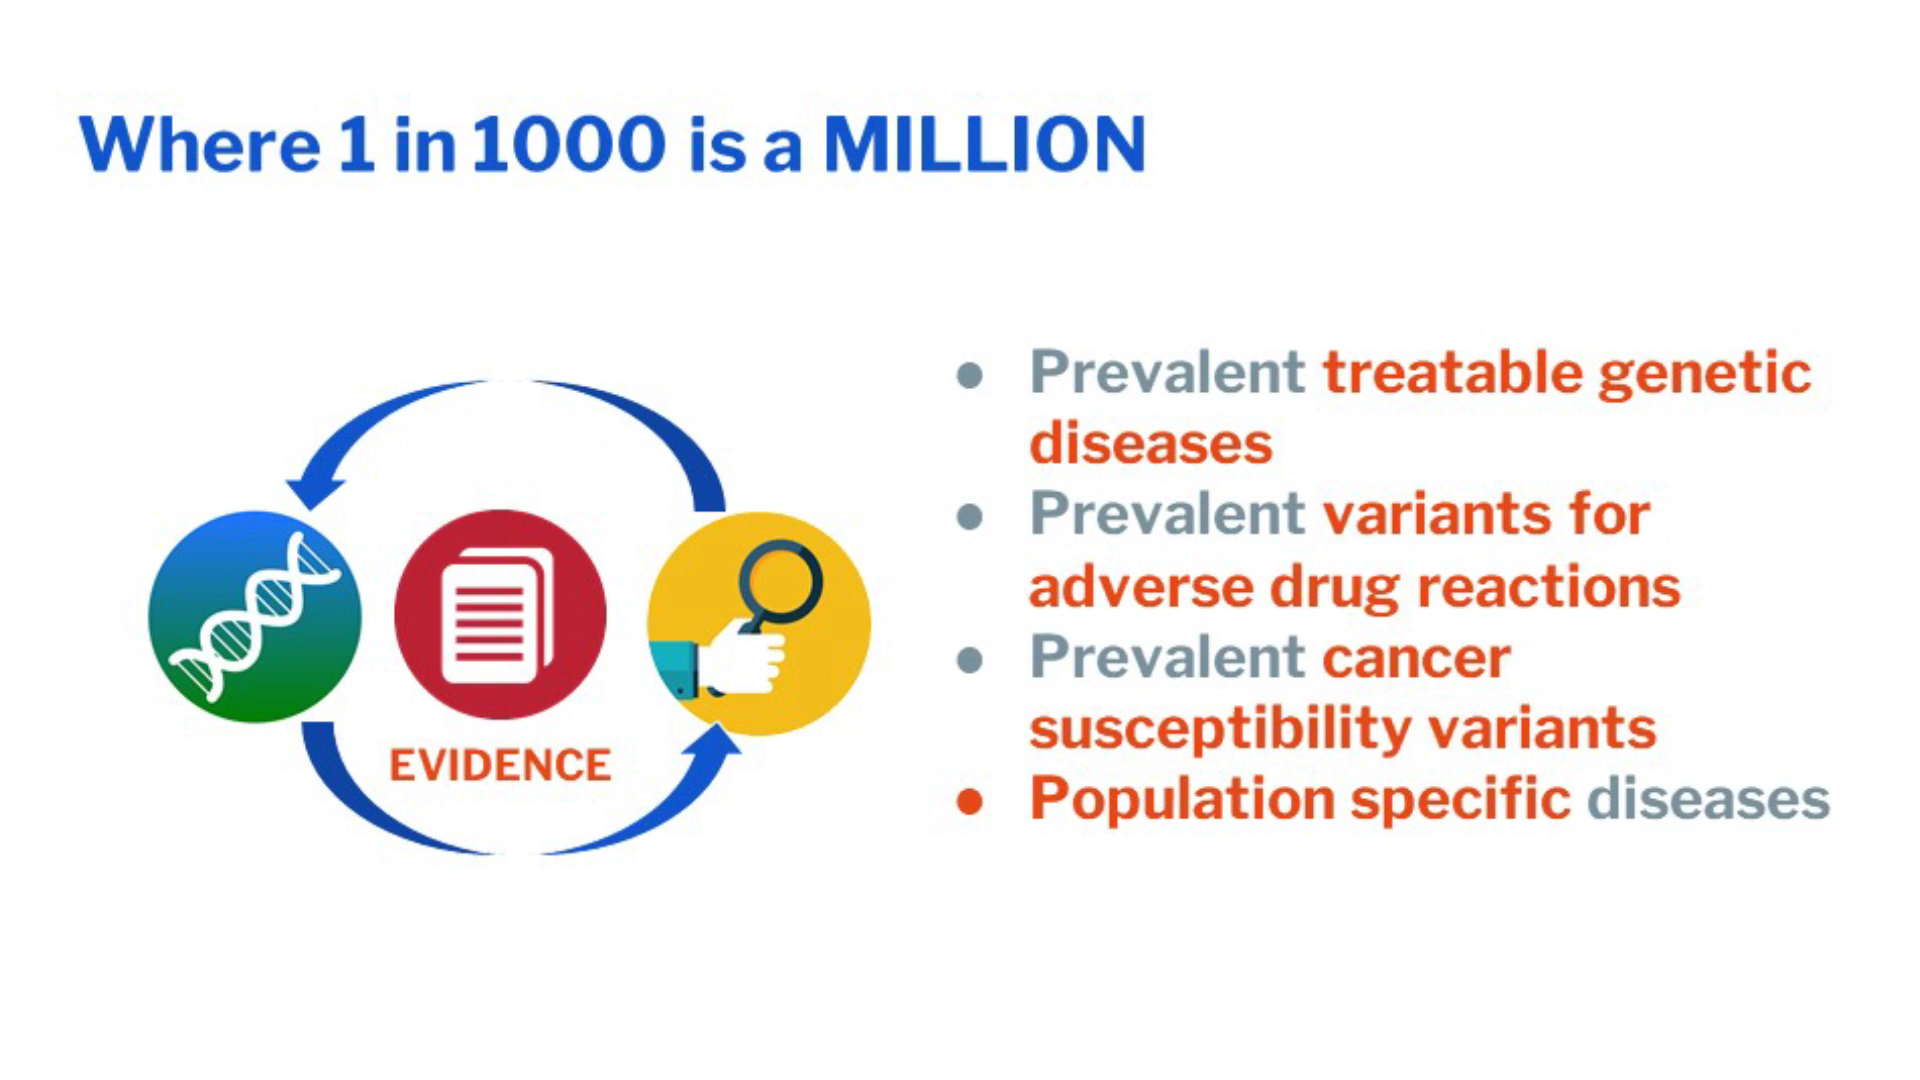 Where 1 in 1000 is a MILLION
EVIDENCE
● Prevalent treatable genetic
diseases
● Prevalent variants for
adverse drug reactions
● Prevalent cancer
susceptibility variants
● Population specific diseases